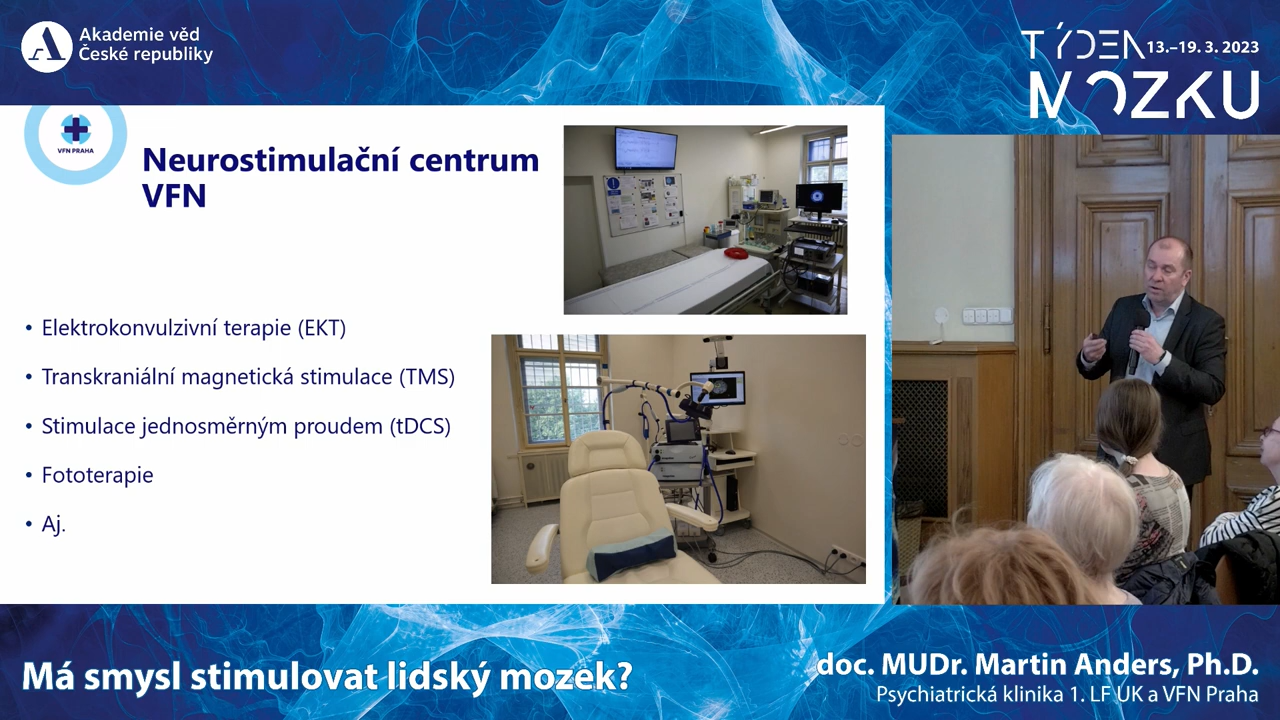 Akademie věd
České republiky
TÝDEN 13.–19. 3. 2023
MOZKU
VFN PRAHA
Neurostimulační centrum
VFN
• Elektrokonvulzivní terapie (EKT)
• Transkraniální magnetická stimulace (TMS)
• Stimulace jednosměrným proudem (tDCS)
• Fototerapie
• Aj.
Má smysl stimulovat lidský mozek?
doc. MUDr. Martin Anders, Ph.D.
Psychiatrická klinika 1. LF UK a VFN Praha